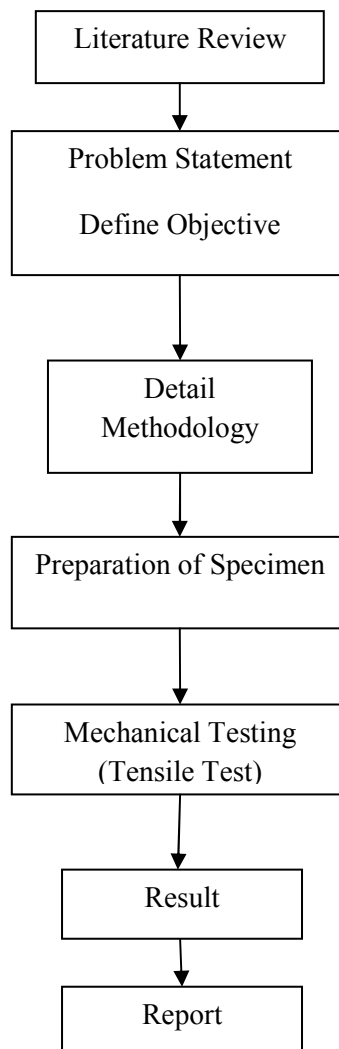 Literature Review
Problem Statement
Define Objective
Detail
Methodology
Preparation of Specimen
Mechanical Testing
(Tensile Test)
Result
Report